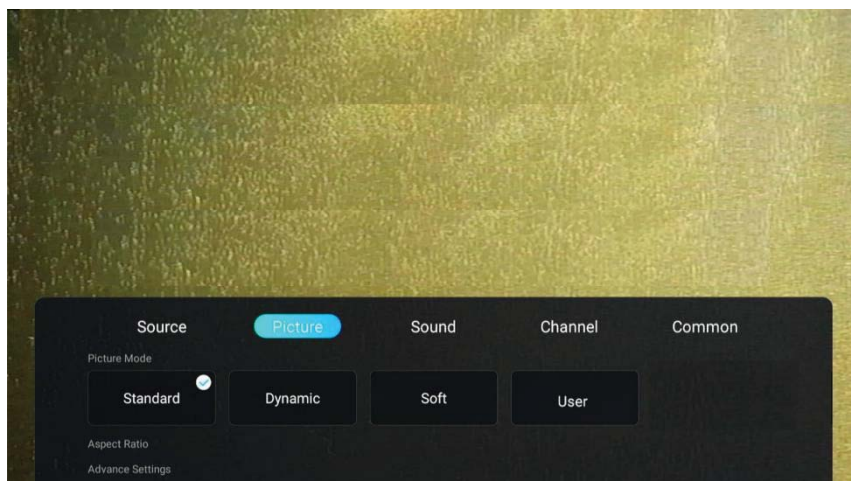 Source Picture Sound Channel Common
Picture Mode
Standard Dynamic Soft User
Aspect Ratio
Advance Settings